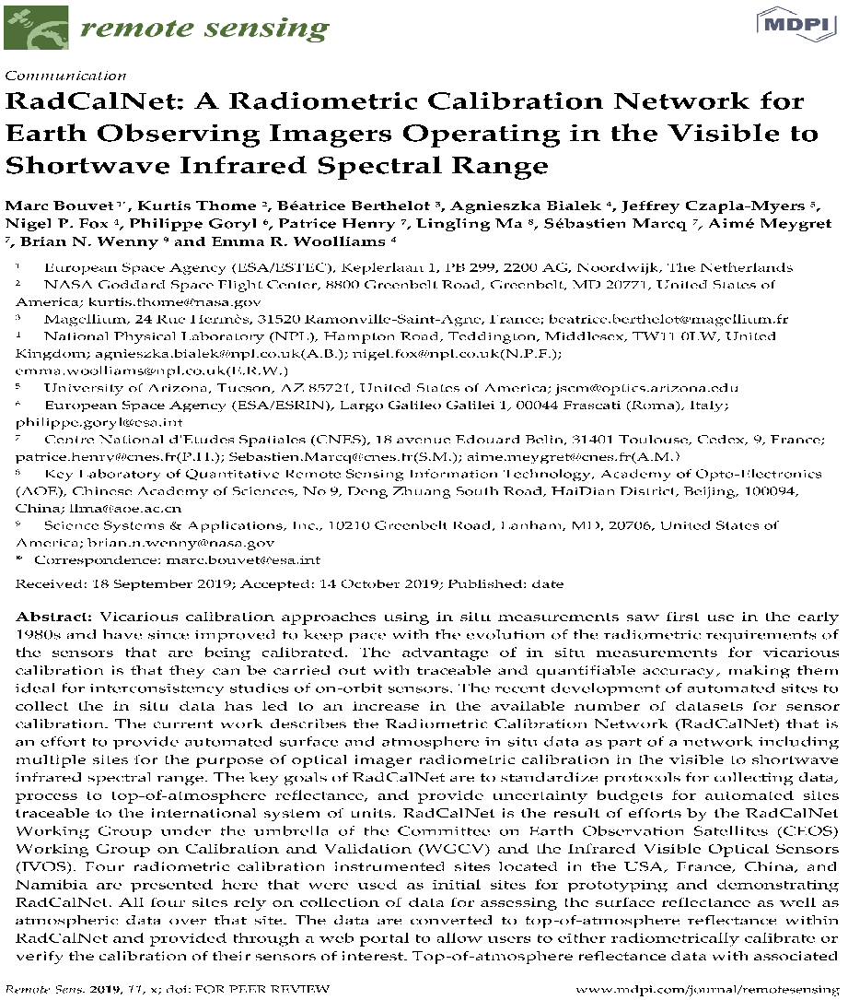 remote sensing
MDPI
Communication
RadCalNet: A Radiometric Calibration Network for
Earth Observing Imagers Operating in the Visible to
Shortwave Infrared Spectral Range
Marc Bouvet 1*, Kurtis Thome 2, Béatrice Berthelot 3, Agnieszka Bialek 4, Jeffrey Czapla-Myers 5,
Nigel P. Fox 4, Philippe Goryl 6, Patrice Henry 7, Lingling Ma 8, Sébastien Marcq 7, Aimé Meygret
7, Brian N. Wenny 9 and Emma R. Woolliams 4
1 European Space Agency (ESA/ESTEC), Keplerlaan 1, PB 299, 2200 AG, Noordwijk, The Netherlands
2 NASA Goddard Space Flight Center, 8800 Greenbelt Road, Greenbelt, MD 20771, United States of
America; kurtis.thome@nasa.gov
3 Magellium, 24 Rue Hermès, 31520 Ramonville-Saint-Agne, France; beatrice.berthelot@magellium.fr
4 National Physical Laboratory (NPL), Hampton Road, Teddington, Middlesex, TW11 0LW, United
Kingdom; agnieszka.bialek@npl.co.uk(A.B.); nigel.fox@npl.co.uk(N.P.F.);
emma.woolliams@npl.co.uk(E.R.W.)
5 University of Arizona, Tucson, AZ 85721, United States of America; jscm@optics.arizona.edu
6 European Space Agency (ESA/ESRIN), Largo Galileo Galilei 1, 00044 Frascati (Roma), Italy;
philippe.goryl@esa.int
7 Centre National d'Etudes Spatiales (CNES), 18 avenue Edouard Belin, 31401 Toulouse, Cedex, 9, France;
patrice.henry@cnes.fr(P.H.); Sebastien.Marcq@cnes.fr(S.M.); aime.meygret@cnes.fr(A.M.)
8 Key Laboratory of Quantitative Remote Sensing Information Technology, Academy of Opto-Electronics
(AOE), Chinese Academy of Sciences, No 9, Deng Zhuang South Road, HaiDian District, Beijing, 100094,
China; llma@aoe.ac.cn
9 Science Systems & Applications, Inc., 10210 Greenbelt Road, Lanham, MD, 20706, United States of
America; brian.n.wenny@nasa.gov
* Correspondence: marc.bouvet@esa.int
Received: 18 September 2019; Accepted: 14 October 2019; Published: date
Abstract: Vicarious calibration approaches using in situ measurements saw first use in the early
1980s and have since improved to keep pace with the evolution of the radiometric requirements of
the sensors that are being calibrated. The advantage of in situ measurements for vicarious
calibration is that they can be carried out with traceable and quantifiable accuracy, making them
ideal for interconsistency studies of on-orbit sensors. The recent development of automated sites to
collect the in situ data has led to an increase in the available number of datasets for sensor
calibration. The current work describes the Radiometric Calibration Network (RadCalNet) that is
an effort to provide automated surface and atmosphere in situ data as part of a network including
multiple sites for the purpose of optical imager radiometric calibration in the visible to shortwave
infrared spectral range. The key goals of RadCalNet are to standardize protocols for collecting data,
process to top-of-atmosphere reflectance, and provide uncertainty budgets for automated sites
traceable to the international system of units. RadCalNet is the result of efforts by the RadCalNet
Working Group under the umbrella of the Committee on Earth Observation Satellites (CEOS)
Working Group on Calibration and Validation (WGCV) and the Infrared Visible Optical Sensors
(IVOS). Four radiometric calibration instrumented sites located in the USA, France, China, and
Namibia are presented here that were used as initial sites for prototyping and demonstrating
RadCalNet. All four sites rely on collection of data for assessing the surface reflectance as well as
atmospheric data over that site. The data are converted to top-of-atmosphere reflectance within
RadCalNet and provided through a web portal to allow users to either radiometrically calibrate or
verify the calibration of their sensors of interest. Top-of-atmosphere reflectance data with associated
Remote Sens. 2019, 11, x; doi: FOR PEER REVIEW
www.mdpi.com/journal/remotesensing